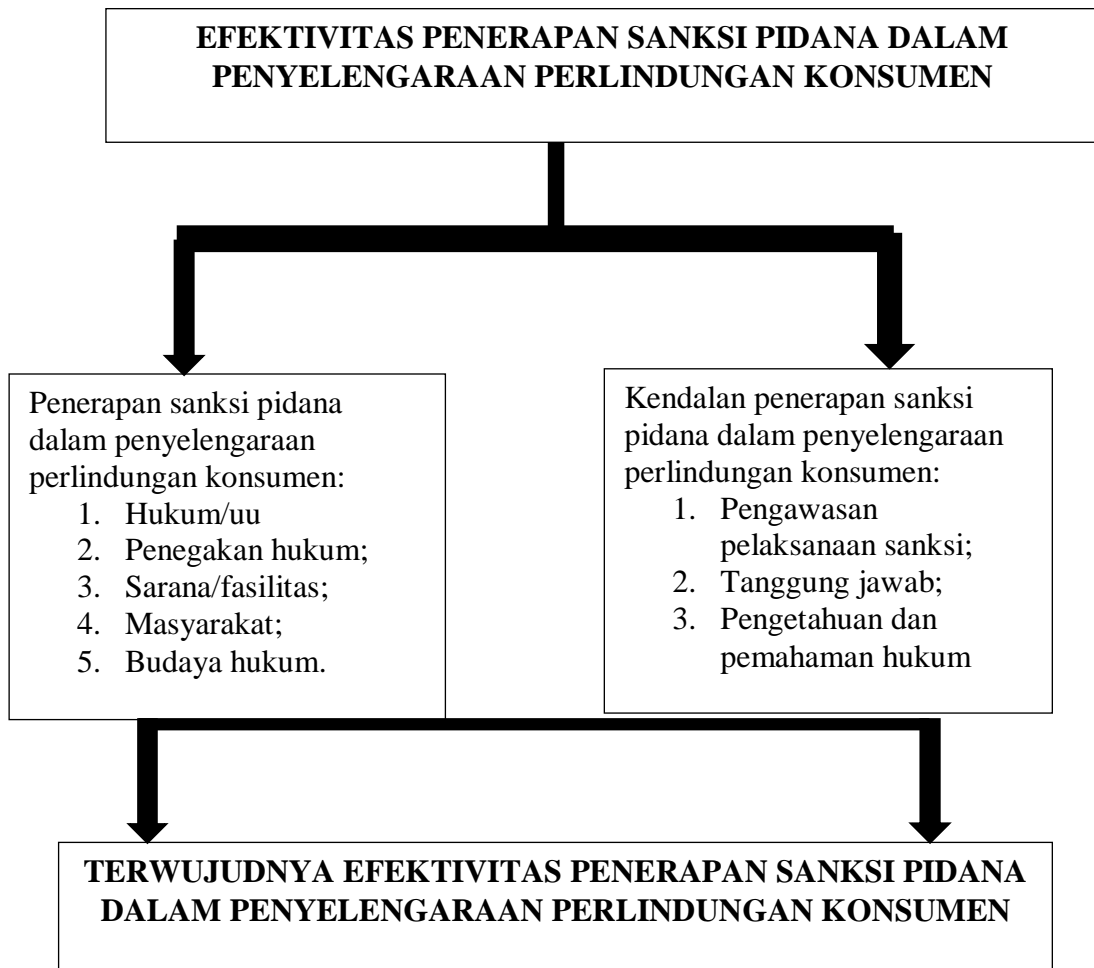 EFEKTIVITAS PENERAPAN SANKSI PIDANA DALAM
PENYELENGARAAN PERLINDUNGAN KONSUMEN
Penerapan sanksi pidana
dalam penyelengaraan
perlindungan konsumen:
1. Hukum/uu
2. Penegakan hukum;
3. Sarana/fasilitas;
4. Masyarakat;
5. Budaya hukum.
Kendalan penerapan sanksi
pidana dalam penyelengaraan
perlindungan konsumen:
1. Pengawasan
pelaksanaan sanksi;
2. Tanggung jawab;
3. Pengetahuan dan
pemahaman hukum
TERWUJUDNYA EFEKTIVITAS PENERAPAN SANKSI PIDANA
DALAM PENYELENGARAAN PERLINDUNGAN KONSUMEN